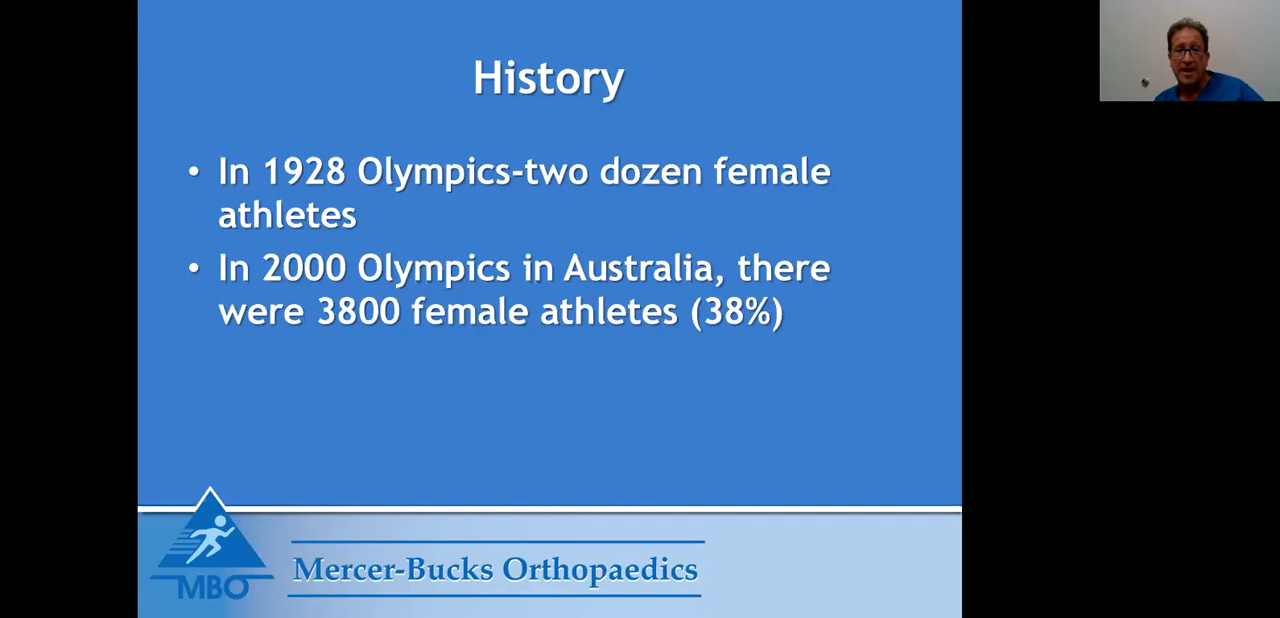 History
• In 1928 Olympics-two dozen female
athletes
• In 2000 Olympics in Australia, there
were 3800 female athletes (38%)
MBO
Mercer-Bucks Orthopaedics